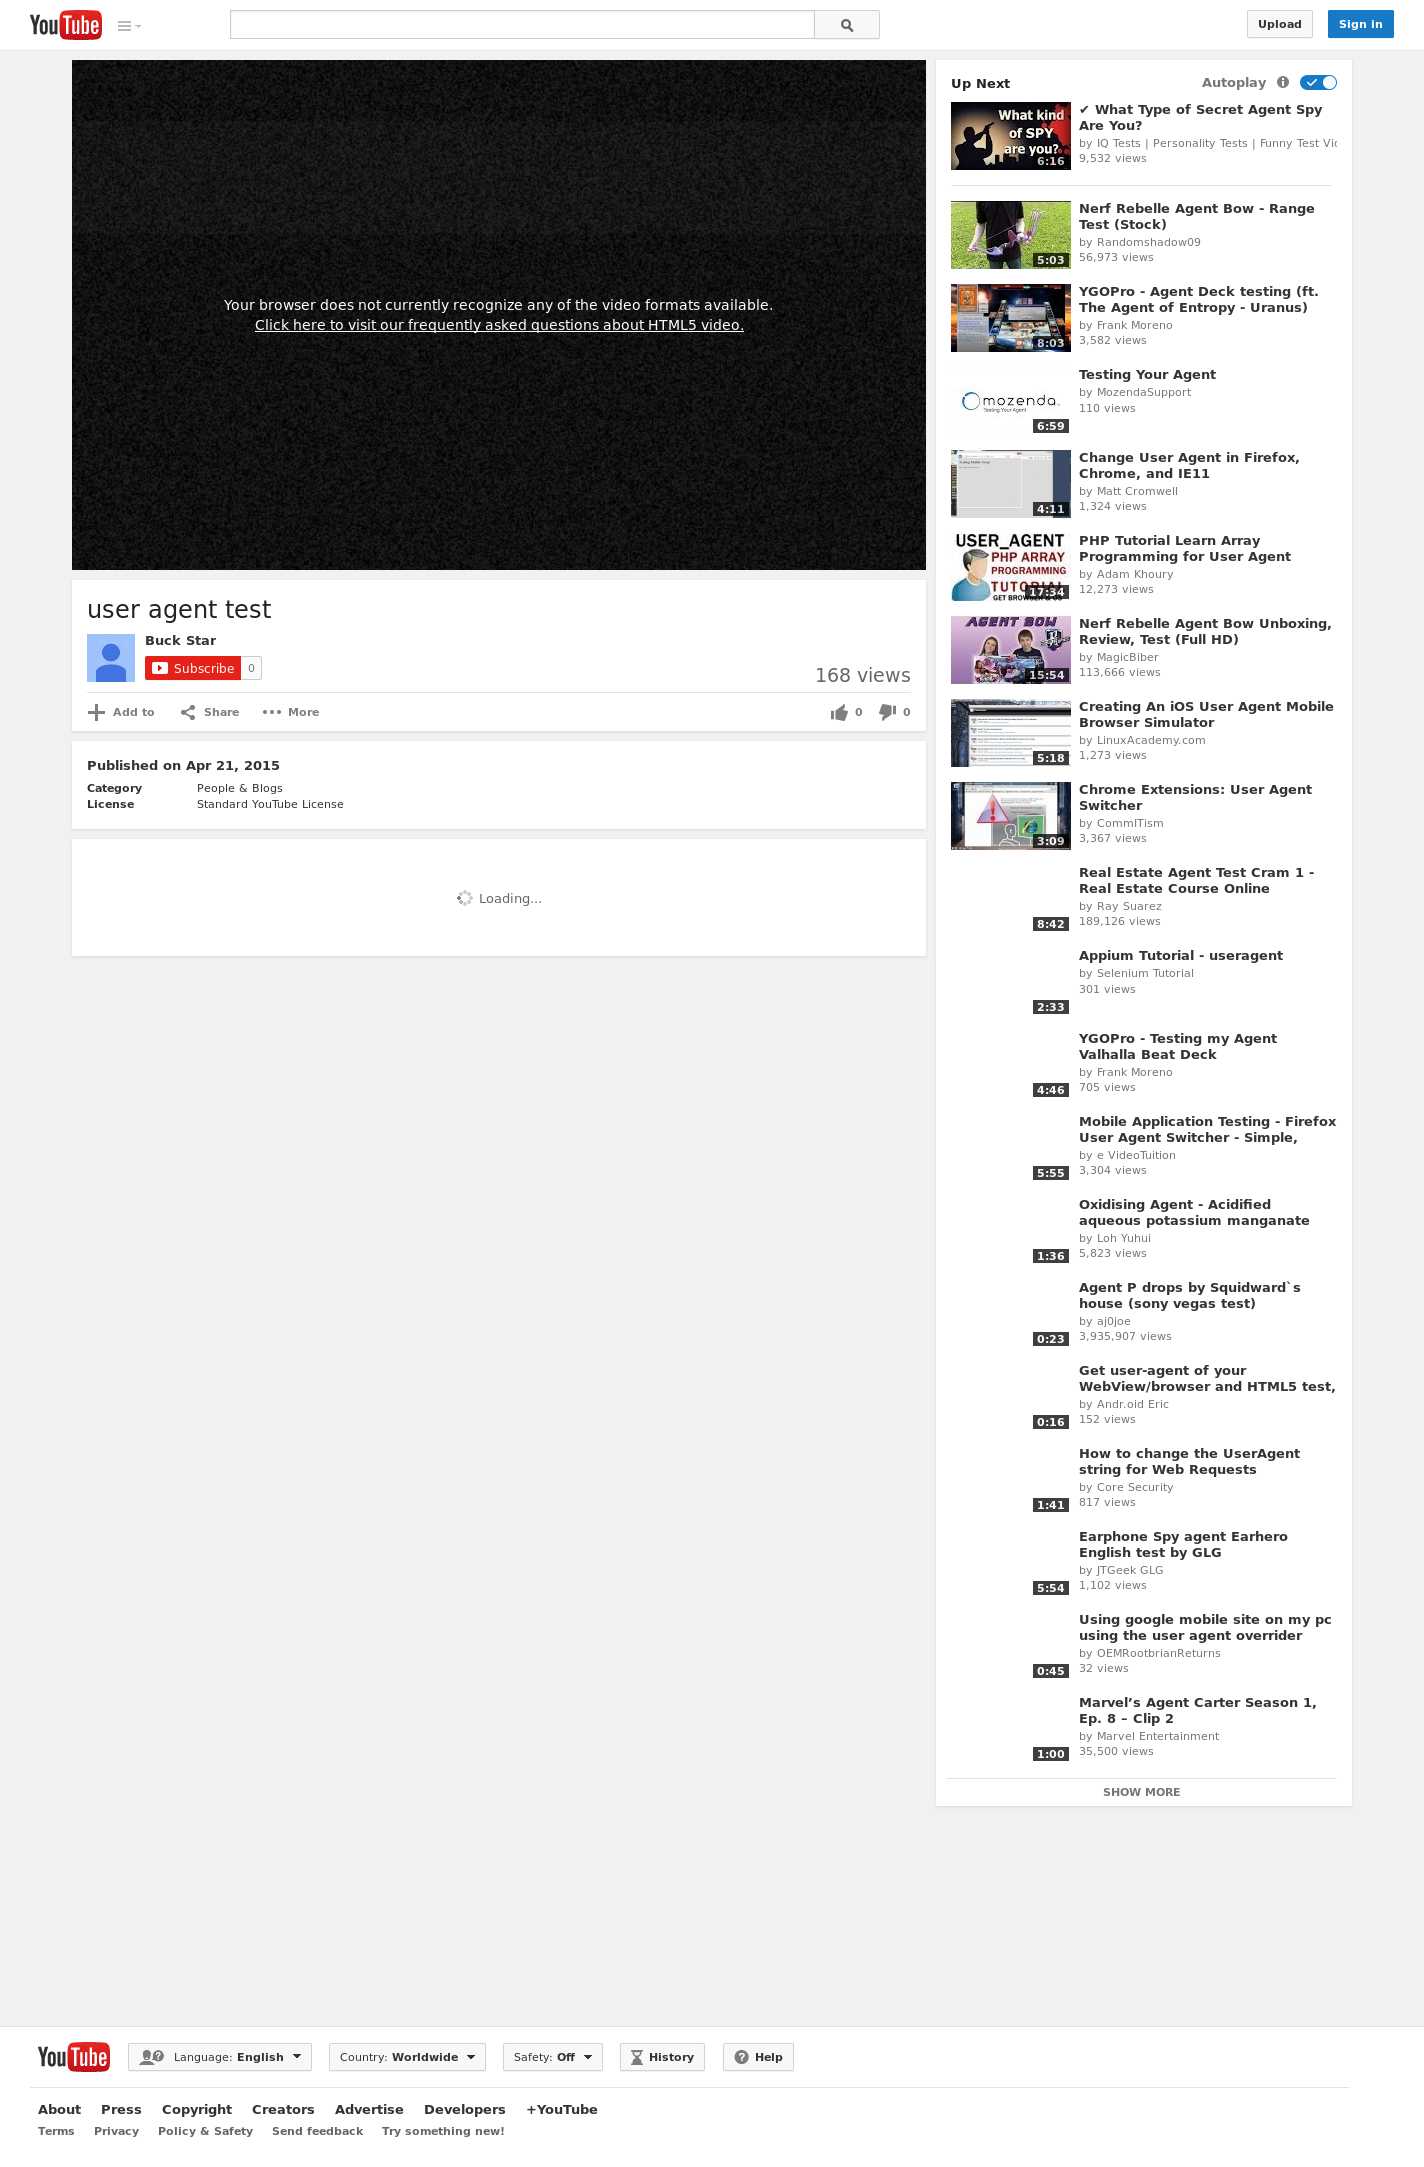 YouTube
Upload
Sign in
Your browser does not currently recognize any of the video formats available.
Click here to visit our frequently asked questions about HTML5 video.
user agent test
Buck Star
Subscribe 0
168 views
Add to
Share
More
0
0
Published on Apr 21, 2015
Category People & Blogs
License Standard YouTube License
Loading...
Up Next
Autoplay
What kind
of SPY
are you?
6:16
✔ What Type of Secret Agent Spy
Are You?
by IQ Tests | Personality Tests | Funny Test Vic
9,532 views
5:03
Nerf Rebelle Agent Bow - Range
Test (Stock)
by Randomshadow09
56,973 views
8:03
YGOPro - Agent Deck testing (ft.
The Agent of Entropy - Uranus)
by Frank Moreno
3,582 views
mozenda
Testing Your Agent
6:59
Testing Your Agent
by MozendaSupport
110 views
4:11
Change User Agent in Firefox,
Chrome, and IE11
by Matt Cromwell
1,324 views
USER_AGENT
PHP ARRAY
PROGRAMMING
TUTORIAL
17:34
PHP Tutorial Learn Array
Programming for User Agent
by Adam Khoury
12,273 views
AGENT BOW
15:54
Nerf Rebelle Agent Bow Unboxing,
Review, Test (Full HD)
by MagicBiber
113,666 views
5:18
Creating An iOS User Agent Mobile
Browser Simulator
by LinuxAcademy.com
1,273 views
3:09
Chrome Extensions: User Agent
Switcher
by CommITism
3,367 views
8:42
Real Estate Agent Test Cram 1 -
Real Estate Course Online
by Ray Suarez
189,126 views
2:33
Appium Tutorial - useragent
by Selenium Tutorial
301 views
4:46
YGOPro - Testing my Agent
Valhalla Beat Deck
by Frank Moreno
705 views
5:55
Mobile Application Testing - Firefox
User Agent Switcher - Simple,
by e VideoTuition
3,304 views
1:36
Oxidising Agent - Acidified
aqueous potassium manganate
by Loh Yuhui
5,823 views
0:23
Agent P drops by Squidward`s
house (sony vegas test)
by aj0joe
3,935,907 views
0:16
Get user-agent of your
WebView/browser and HTML5 test,
by Andr.oid Eric
152 views
1:41
How to change the UserAgent
string for Web Requests
by Core Security
817 views
5:54
Earphone Spy agent Earhero
English test by GLG
by JTGeek GLG
1,102 views
0:45
Using google mobile site on my pc
using the user agent overrider
by OEMRootbrianReturns
32 views
1:00
Marvel’s Agent Carter Season 1,
Ep. 8 – Clip 2
by Marvel Entertainment
35,500 views
SHOW MORE
YouTube
Language: English
Country: Worldwide
Safety: Off
History
Help
About Press Copyright Creators Advertise Developers +YouTube
Terms Privacy Policy & Safety Send feedback Try something new!